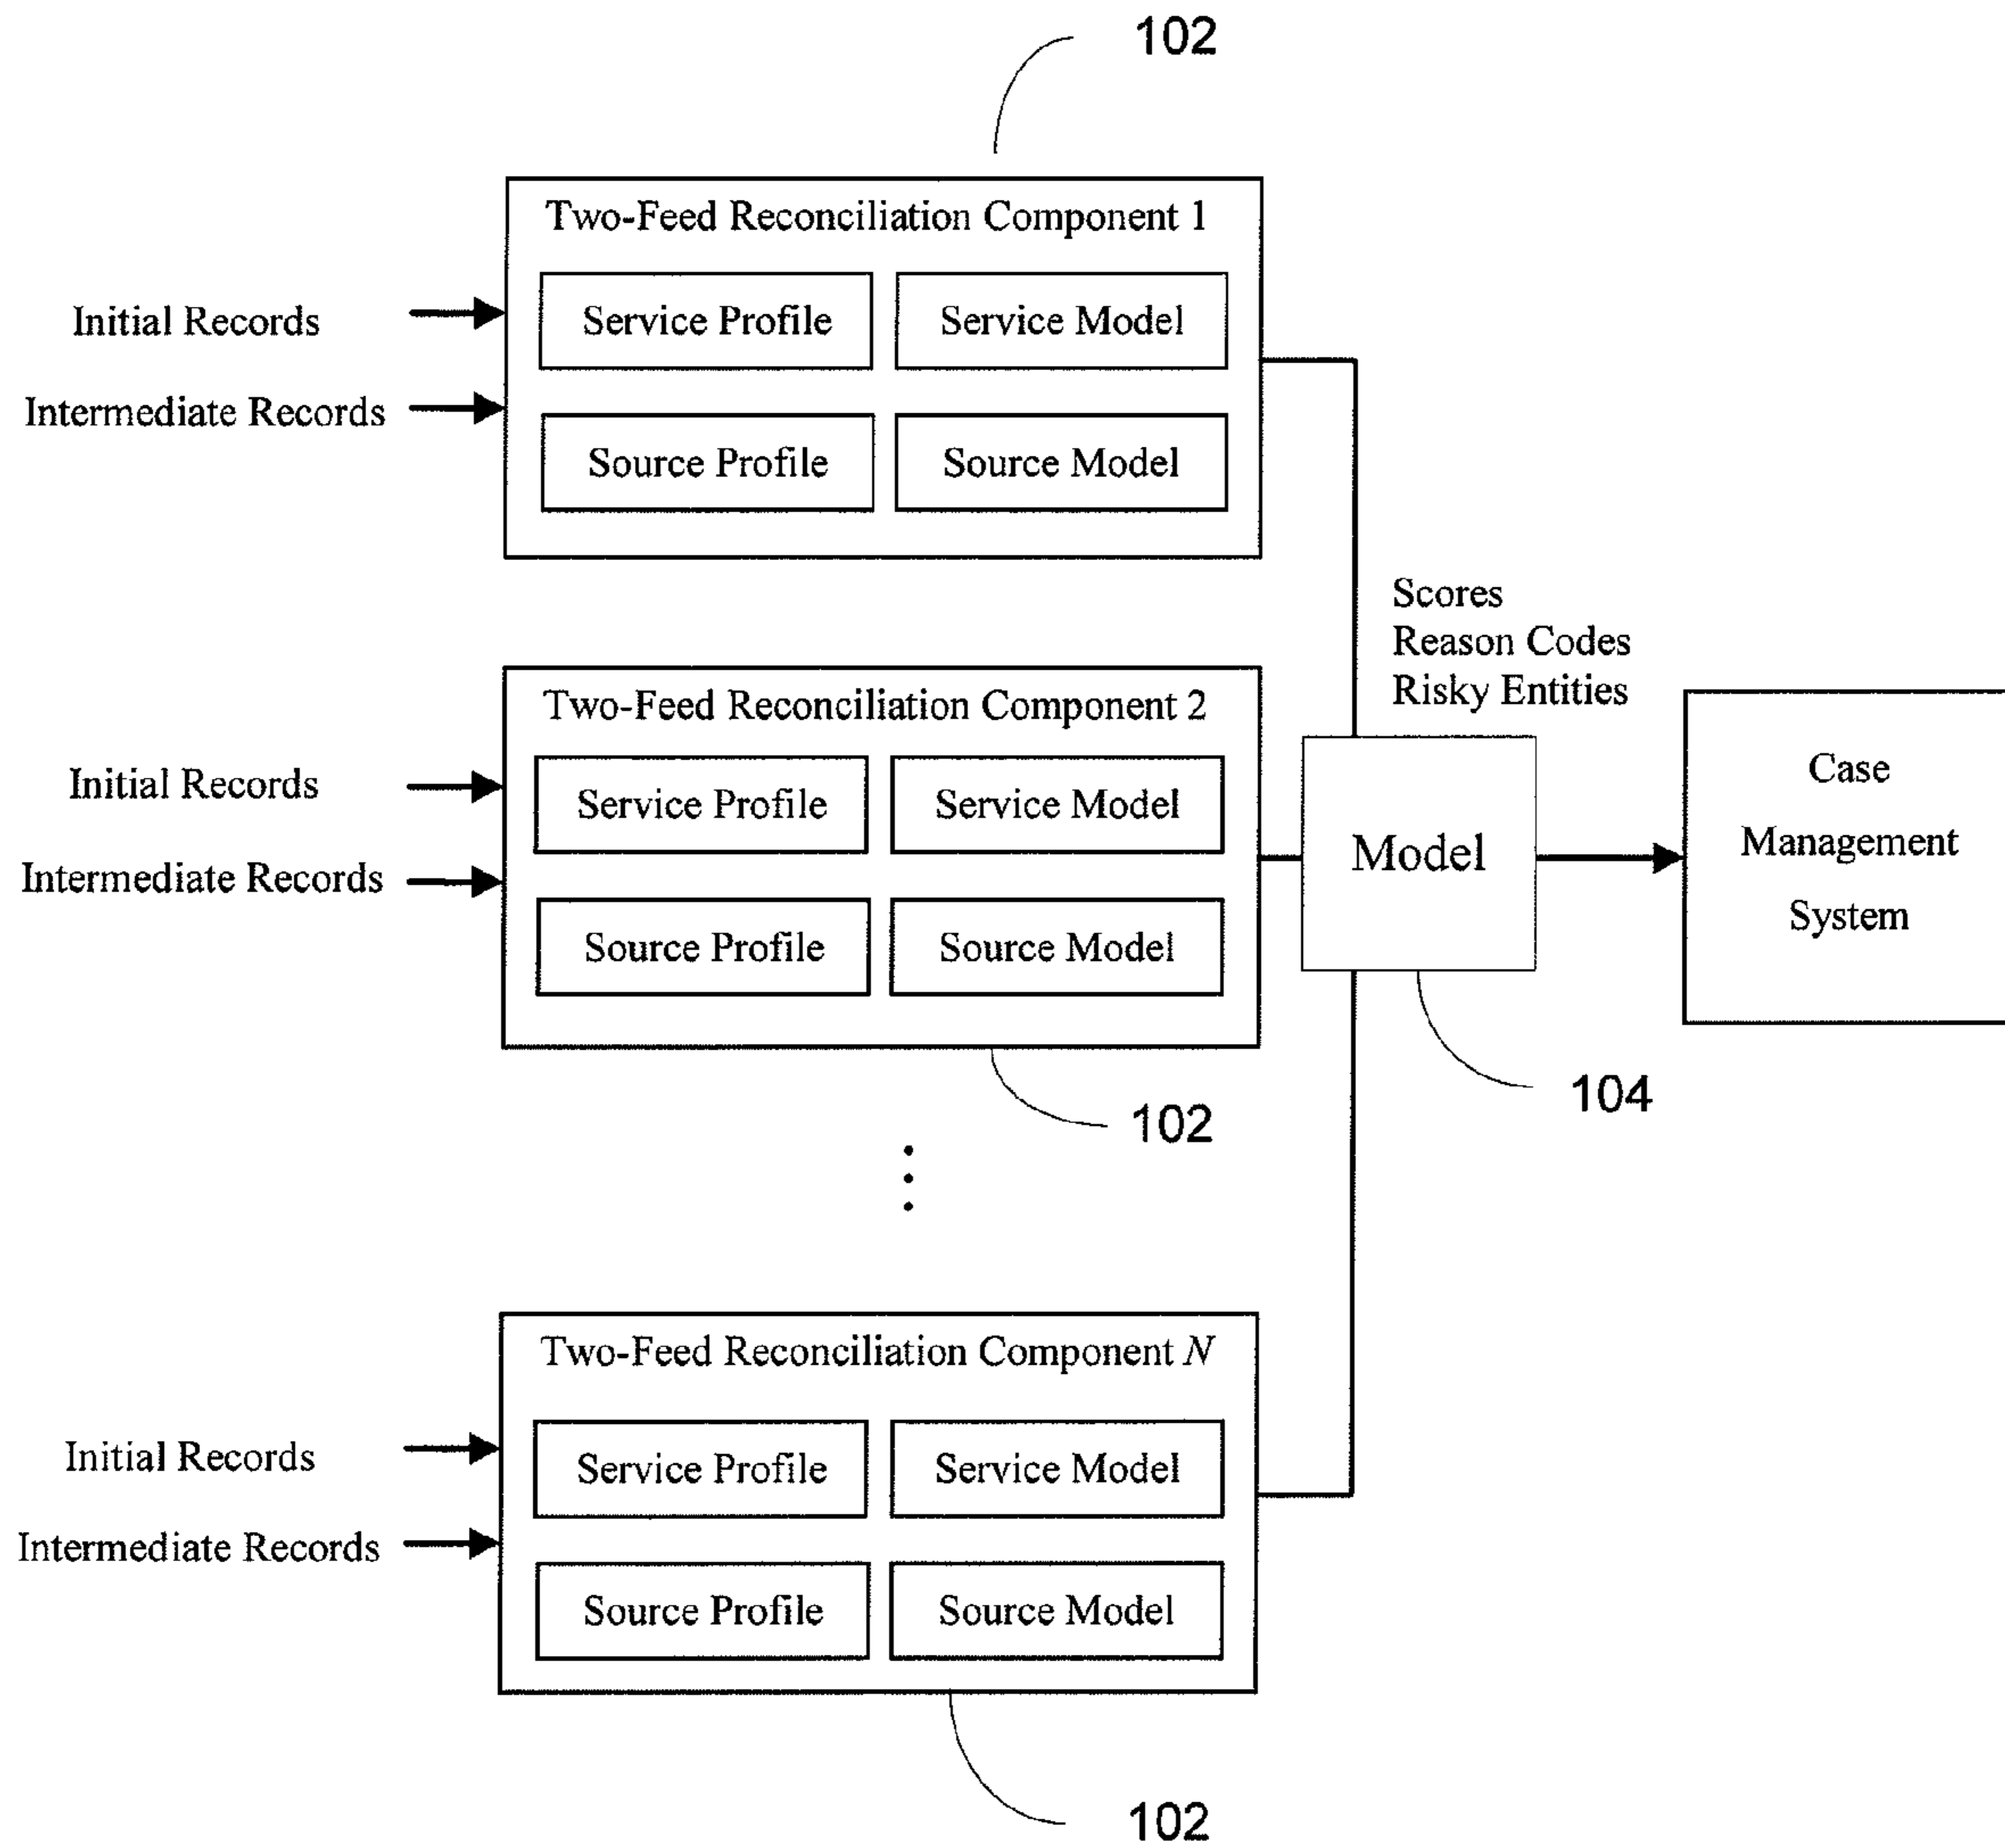 102
Two-Feed Reconciliation Component 1
Initial Records
Service Profile
Service Model
Intermediate Records
Source Profile
Source Model
Scores
Reason Codes
Risky Entities
Two-Feed Reconciliation Component 2
Initial Records
Service Profile
Service Model
Intermediate Records
Source Profile
Source Model
Model
Case
Management
System
104
102
Two-Feed Reconciliation Component N
Initial Records
Service Profile
Service Model
Intermediate Records
Source Profile
Source Model
102